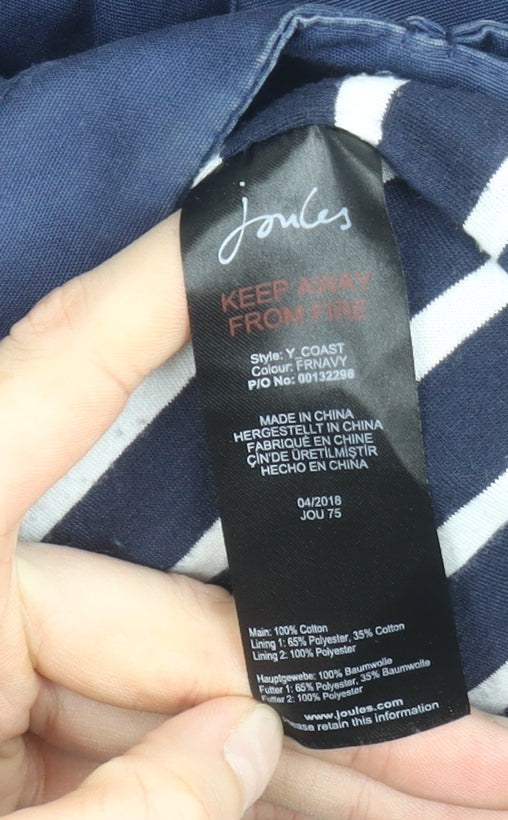 Joules
KEEP AWAY
FROM FIRE
Style: Y_COAST
Colour: FRNAVY
P/O No: 00132298
MADE IN CHINA
HERGESTELLT IN CHINA
FABRIQUÉ EN CHINE
ÇİN'DE ÜRETİLMİŞTİR
HECHO EN CHINA
04/2018
JOU 75
Main: 100% Cotton
Lining 1: 65% Polyester, 35% Cotton
Lining 2: 100% Polyester
Hauptgewebe: 100% Baumwolle
Futter 1: 65% Polyester, 35% Baumwolle
Futter 2: 100% Polyester
www.joules.com
Please retain this information